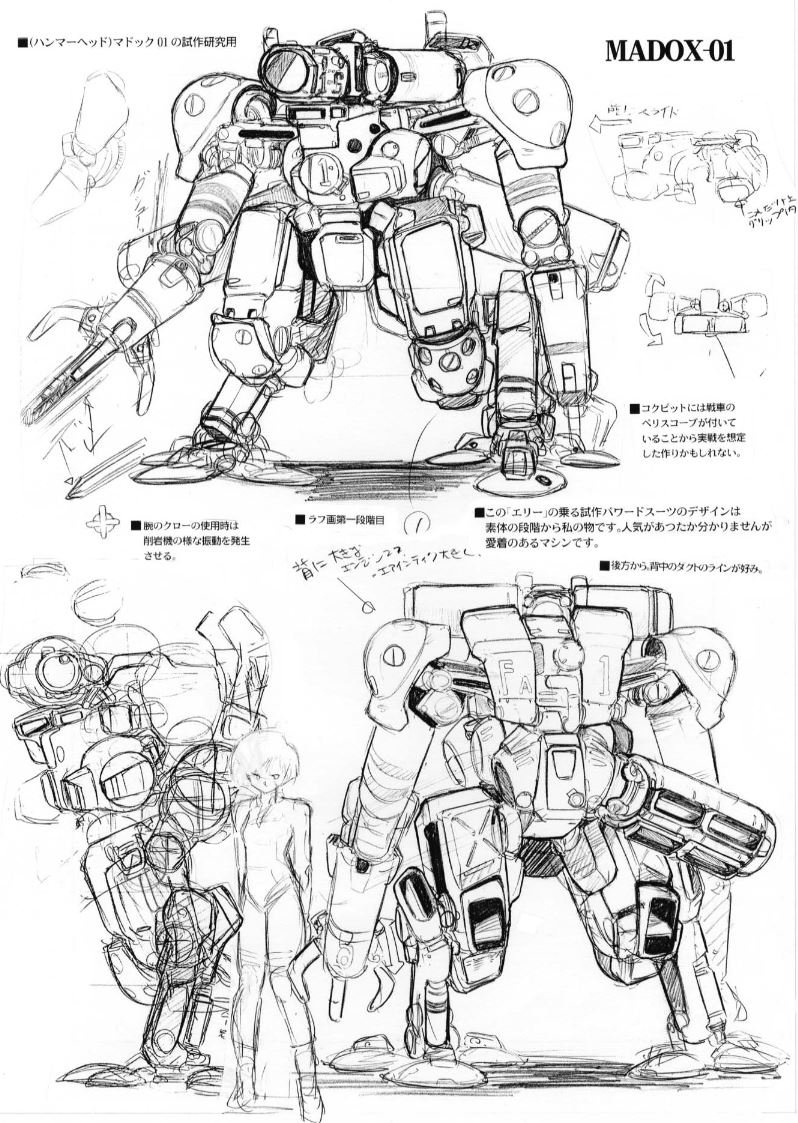 ■(ハンマーヘッド)マドック01の試作研究用
MADOX-01
■コクピットには戦車の
ベリスコープが付いて
いることから実戦を想定
した作りかもしれない。
■腕のクローの使用時は
削岩機の様な振動を発生
させる。
■ラフ画第一段階目
■この「エリー」の乗る試作パワードスーツのデザインは
素体の段階から私の物です。人気があつたか分かりませんが
愛着のあるマシンです。
■後方から。背中のタクトのラインが好み。
背に大きな
FA 1